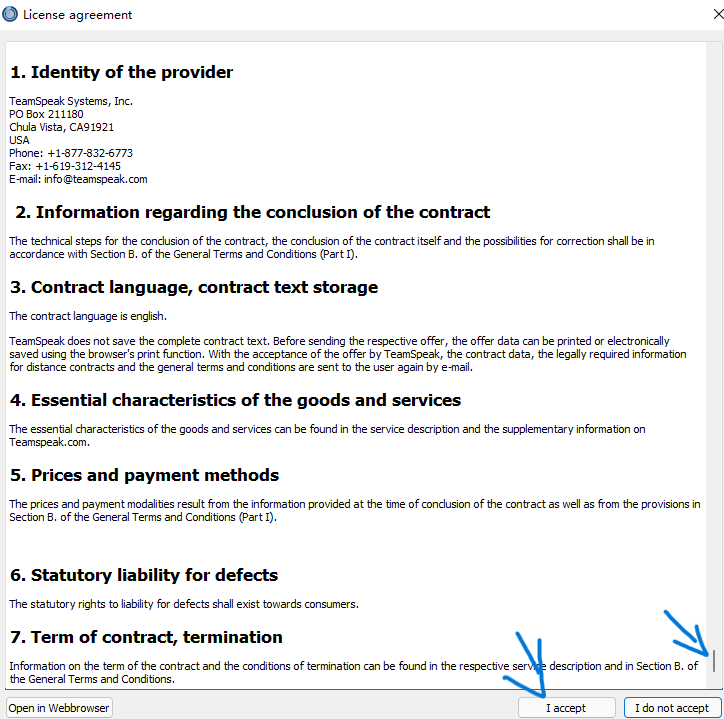 License agreement
1. Identity of the provider
TeamSpeak Systems, Inc.
PO Box 211180
Chula Vista, CA91921
USA
Phone: +1-877-832-6773
Fax: +1-619-312-4145
E-mail: info@teamspeak.com
2. Information regarding the conclusion of the contract
The technical steps for the conclusion of the contract, the conclusion of the contract itself and the possibilities for correction shall be in
accordance with Section B. of the General Terms and Conditions (Part I).
3. Contract language, contract text storage
The contract language is english.
TeamSpeak does not save the complete contract text. Before sending the respective offer, the offer data can be printed or electronically
saved using the browser's print function. With the acceptance of the offer by TeamSpeak, the contract data, the legally required information
for distance contracts and the general terms and conditions are sent to the user again by e-mail.
4. Essential characteristics of the goods and services
The essential characteristics of the goods and services can be found in the service description and the supplementary information on
Teamspeak.com.
5. Prices and payment methods
The prices and payment modalities result from the information provided at the time of conclusion of the contract as well as from the provisions in
Section B. of the General Terms and Conditions (Part I).
6. Statutory liability for defects
The statutory rights to liability for defects shall exist towards consumers.
7. Term of contract, termination
Information on the term of the contract and the conditions of termination can be found in the respective service description and in Section B. of
the General Terms and Conditions.
Open in Webbrowser
I accept
I do not accept